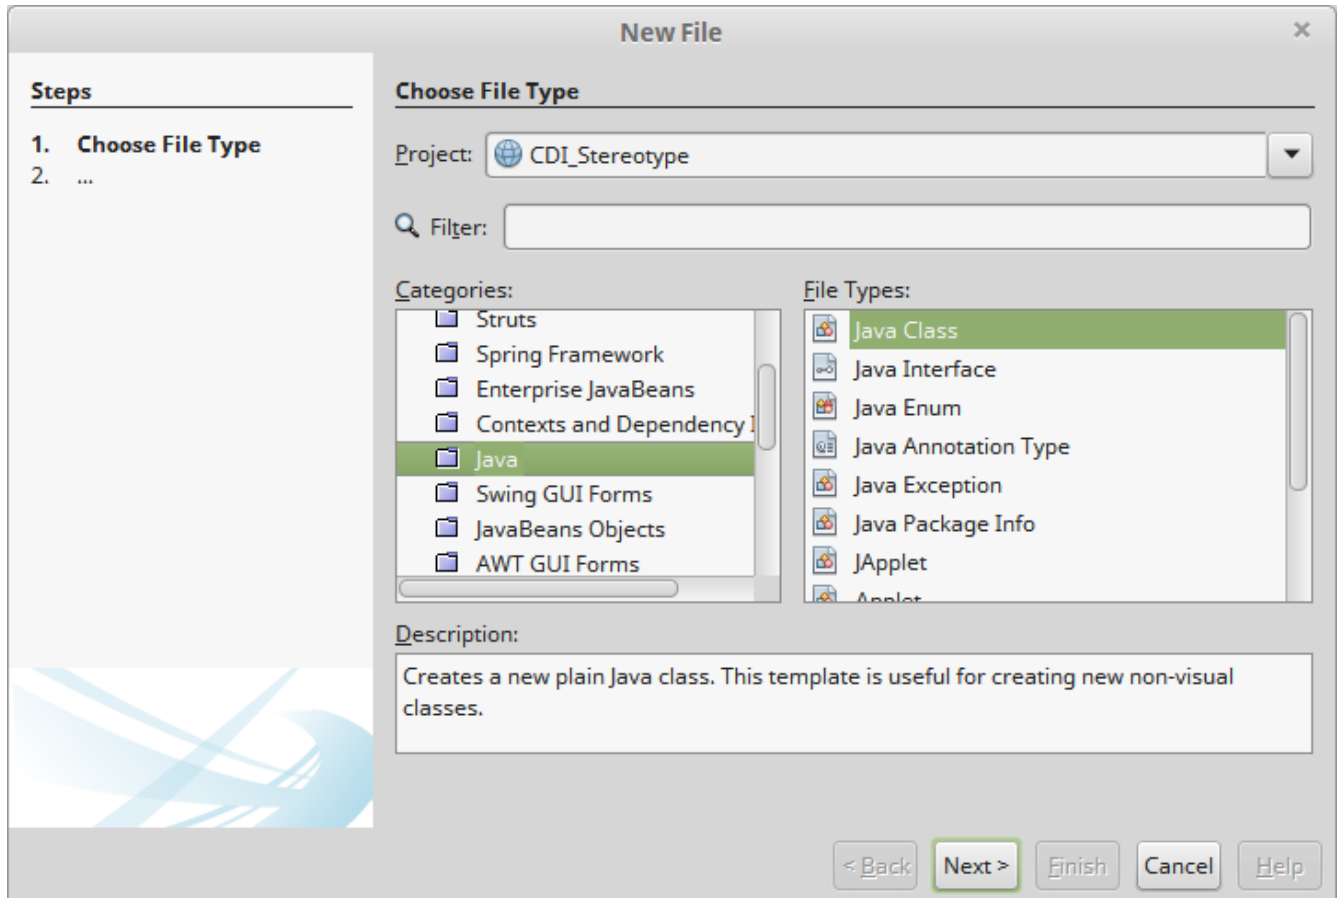 New File
Steps
1. Choose File Type
2. ...
Choose File Type
Project: CDI_Stereotype
Filter:
Categories:
Struts
Spring Framework
Enterprise JavaBeans
Contexts and Dependency I
Java
Swing GUI Forms
JavaBeans Objects
AWT GUI Forms
File Types:
Java Class
Java Interface
Java Enum
Java Annotation Type
Java Exception
Java Package Info
JApplet
Applet
Description:
Creates a new plain Java class. This template is useful for creating new non-visual
classes.
< Back Next > Finish Cancel Help